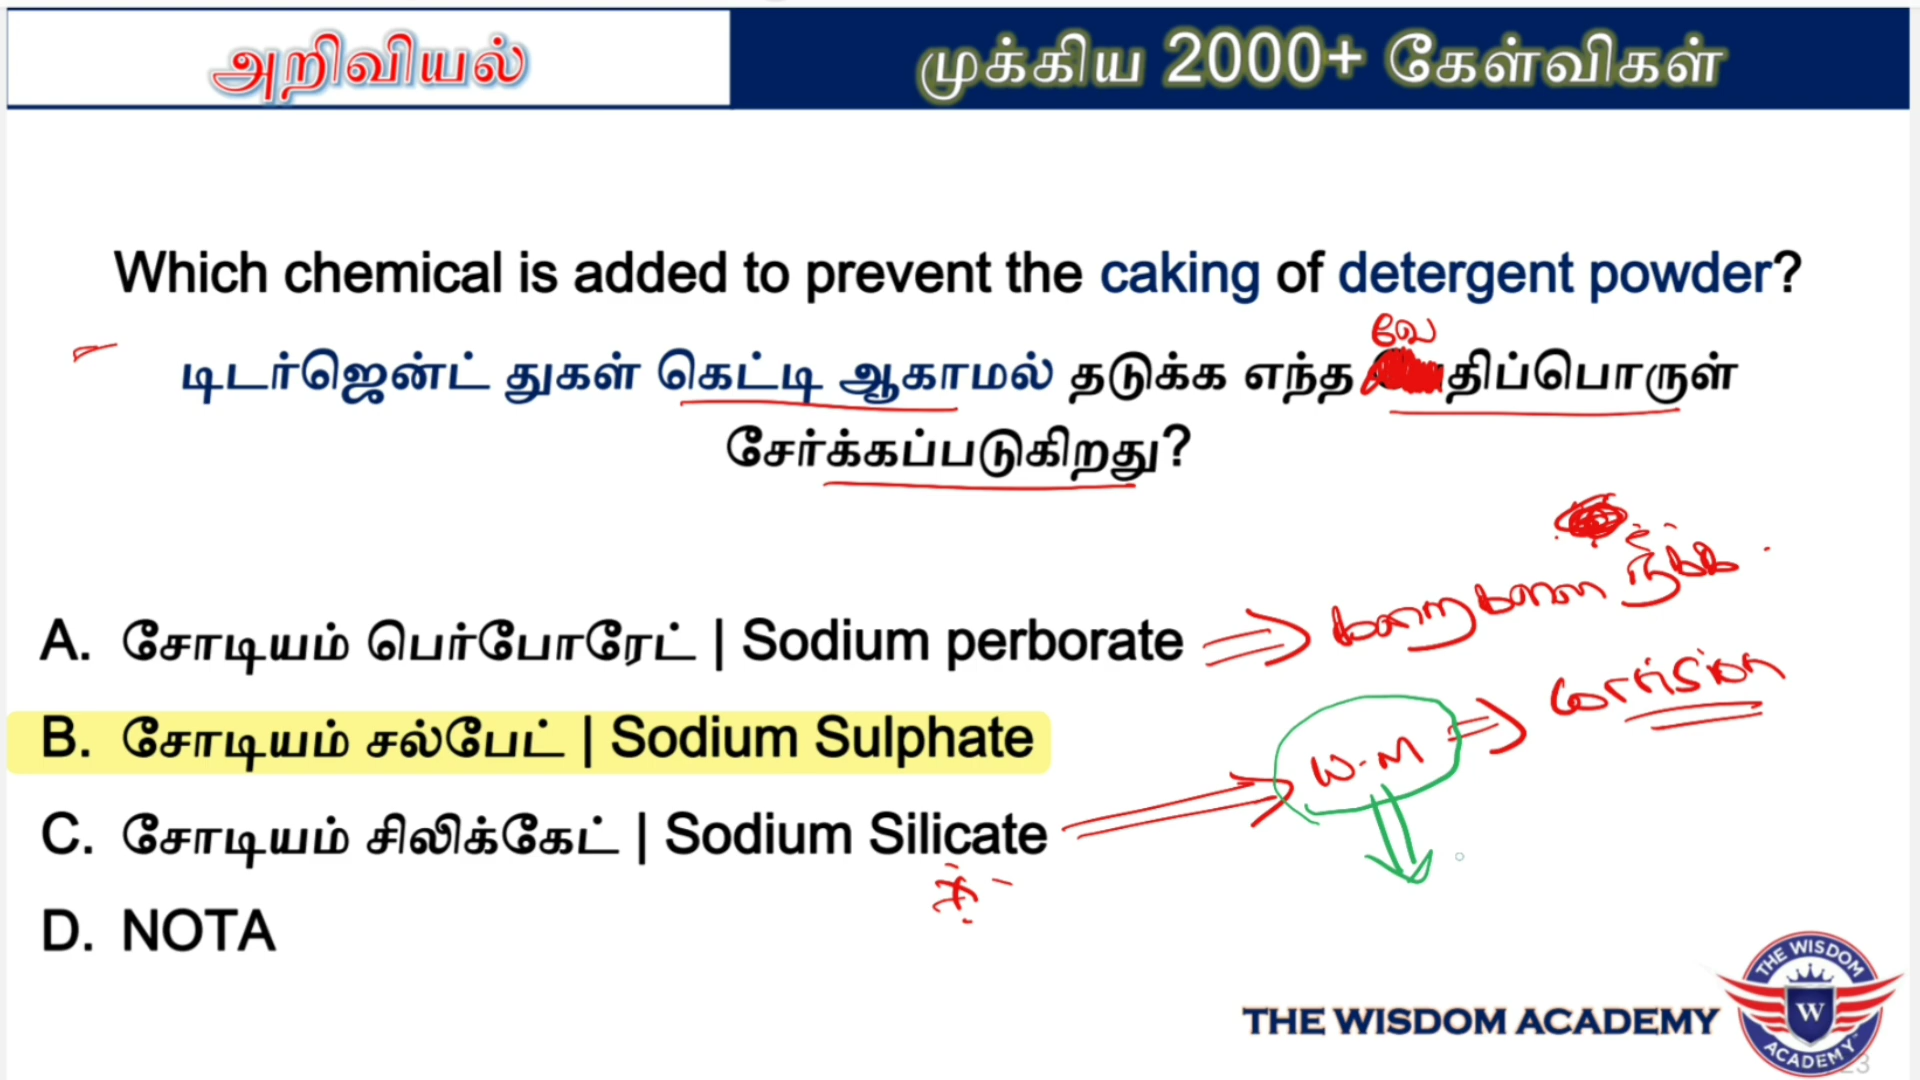 அறிவியல்
முக்கிய 2000+ கேள்விகள்
Which chemical is added to prevent the caking of detergent powder?
டிடர்ஜென்ட் துகள் கெட்டி ஆகாமல் தடுக்க எந்த வேதிப்பொருள்
சேர்க்கப்படுகிறது?
A. சோடியம் பெர்போரேட் | Sodium perborate
B. சோடியம் சல்பேட் | Sodium Sulphate
W.M
C. சோடியம் சிலிக்கேட் | Sodium Silicate
D. NOTA
THE WISDOM ACADEMY
THE WISDOM
W
ACADEMY